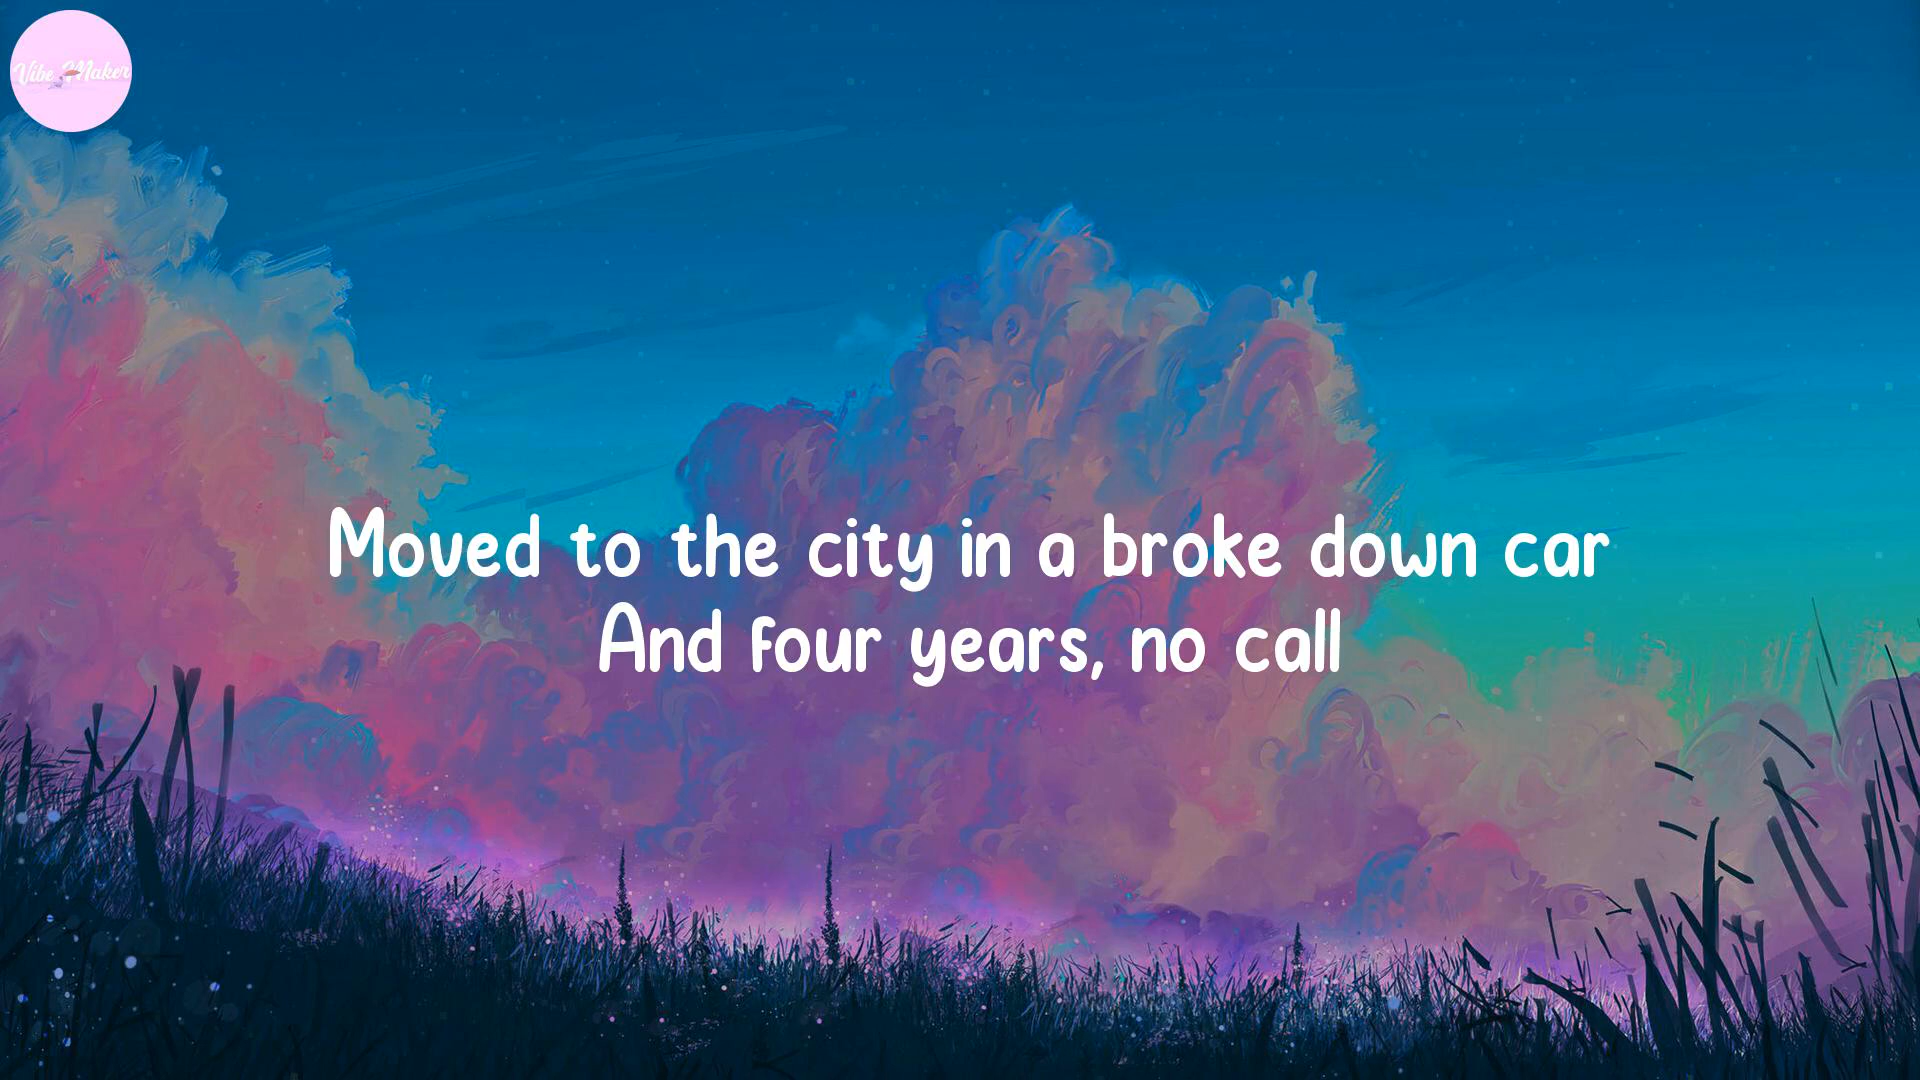 Vibe Maker
Moved to the city in a broke down car
And four years, no call